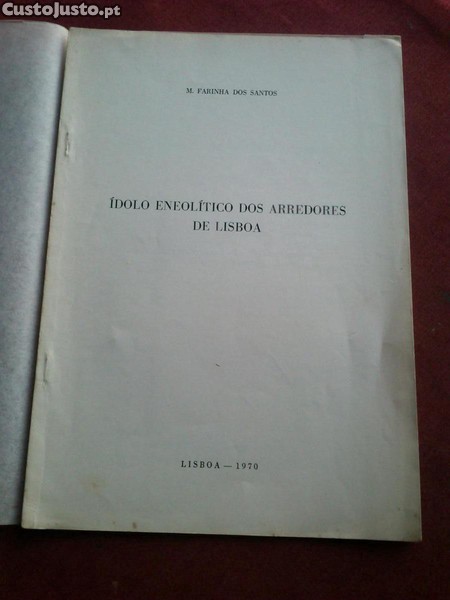 CustoJusto.pt
M. FARINHA DOS SANTOS
ÍDOLO ENEOLÍTICO DOS ARREDORES
DE LISBOA
LISBOA — 1970